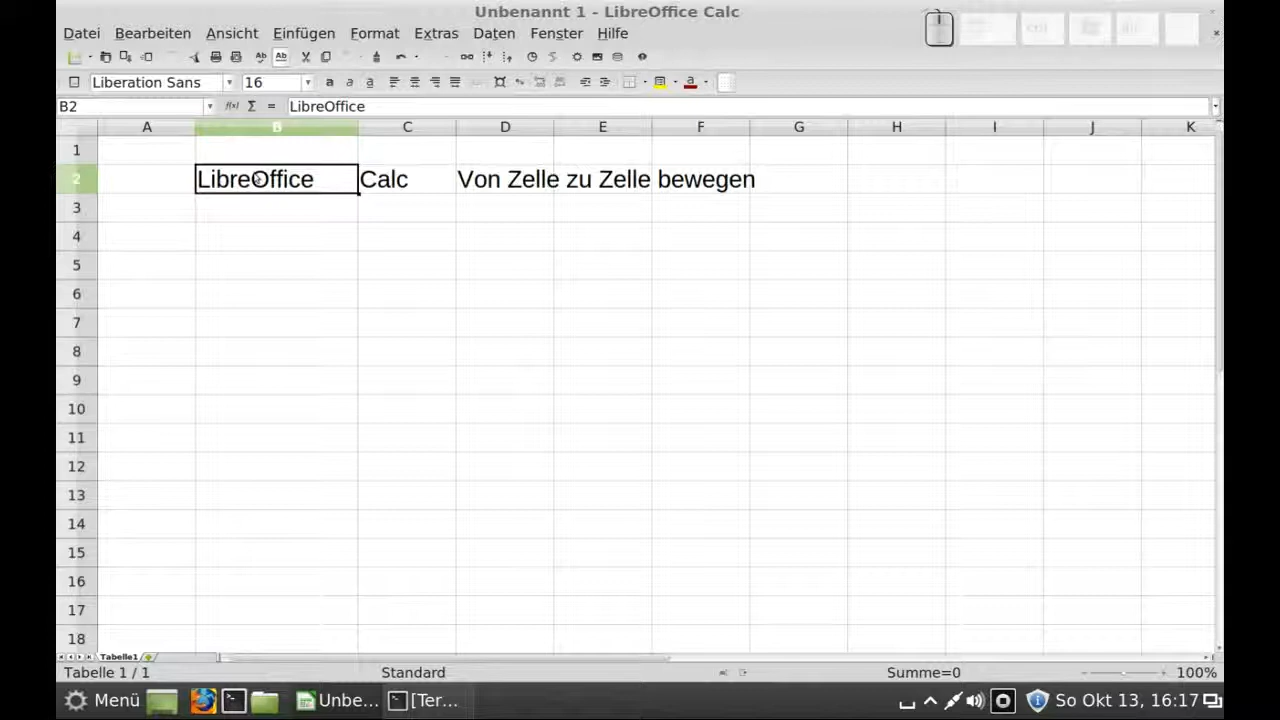 Unbenannt 1 - LibreOffice Calc
Datei Bearbeiten Ansicht Einfügen Format Extras Daten Fenster Hilfe
Liberation Sans 16
B2 LibreOffice
A B C D E F G H I J K
1
2 LibreOffice Calc Von Zelle zu Zelle bewegen
3
4
5
6
7
8
9
10
11
12
13
14
15
16
17
18
Tabelle1
Tabelle 1 / 1 Standard Summe=0 100%
Menü Unbe... [Ter... So Okt 13, 16:17